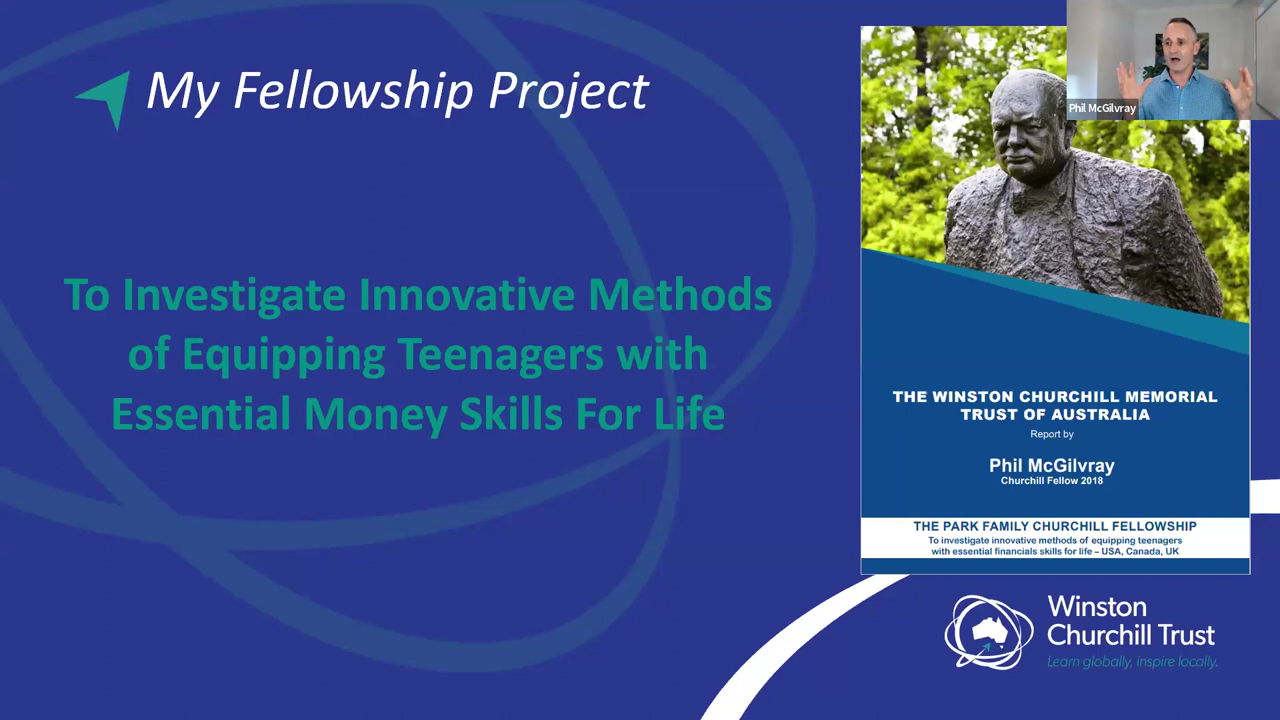 My Fellowship Project
To Investigate Innovative Methods
of Equipping Teenagers with
Essential Money Skills For Life
Phil McGilvray
THE WINSTON CHURCHILL MEMORIAL
TRUST OF AUSTRALIA
Report by
Phil McGilvray
Churchill Fellow 2018
THE PARK FAMILY CHURCHILL FELLOWSHIP
To investigate innovative methods of equipping teenagers
with essential financials skills for life – USA, Canada, UK
Winston
Churchill Trust
Learn globally, inspire locally.